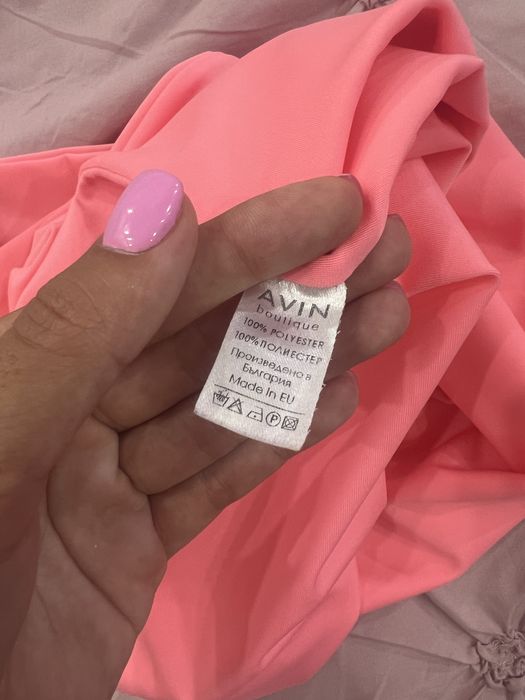 AVIN
boutique
100% POLYESTER
100% ПОЛИЕСТЕР
Произведено в
България
Made In EU